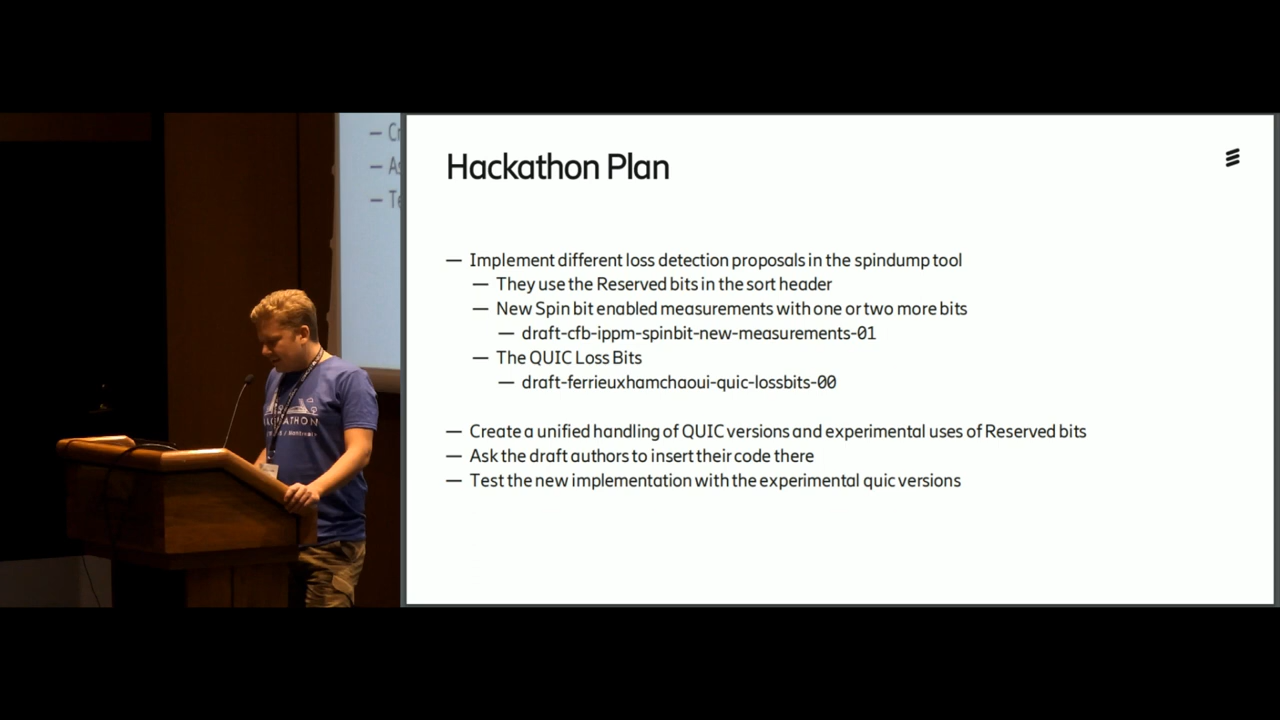 Hackathon Plan
— Implement different loss detection proposals in the spindump tool
— They use the Reserved bits in the sort header
— New Spin bit enabled measurements with one or two more bits
— draft-cfb-ippm-spinbit-new-measurements-01
— The QUIC Loss Bits
— draft-ferrieuxhamchaoui-quic-lossbits-00
— Create a unified handling of QUIC versions and experimental uses of Reserved bits
— Ask the draft authors to insert their code there
— Test the new implementation with the experimental quic versions